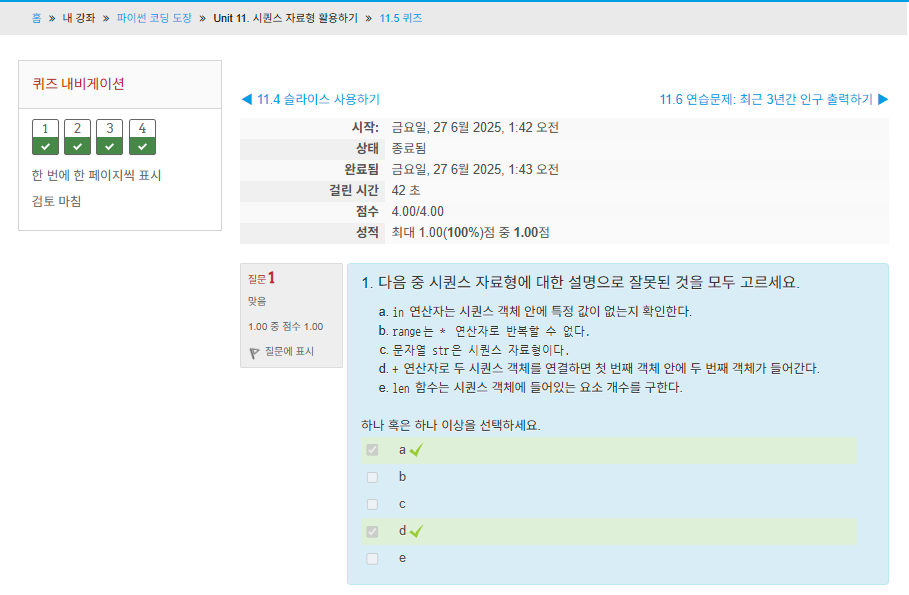 홈 » 내 강좌 » 파이썬 코딩 도장 » Unit 11. 시퀀스 자료형 활용하기 » 11.5 퀴즈
퀴즈 내비게이션
1 2 3 4
한 번에 한 페이지씩 표시
검토 마침
◀ 11.4 슬라이스 사용하기
11.6 연습문제: 최근 3년간 인구 출력하기 ▶
시작: 금요일, 27 6월 2025, 1:42 오전
상태 종료됨
완료됨 금요일, 27 6월 2025, 1:43 오전
걸린 시간 42 초
점수 4.00/4.00
성적 최대 1.00(100%)점 중 1.00점
질문 1
맞음
1.00 중 점수 1.00
질문에 표시
1. 다음 중 시퀀스 자료형에 대한 설명으로 잘못된 것을 모두 고르세요.
a. in 연산자는 시퀀스 객체 안에 특정 값이 없는지 확인한다.
b. range는 * 연산자로 반복할 수 없다.
c. 문자열 str은 시퀀스 자료형이다.
d. + 연산자로 두 시퀀스 객체를 연결하면 첫 번째 객체 안에 두 번째 객체가 들어간다.
e. len 함수는 시퀀스 객체에 들어있는 요소 개수를 구한다.
하나 혹은 하나 이상을 선택하세요.
a
b
c
d
e